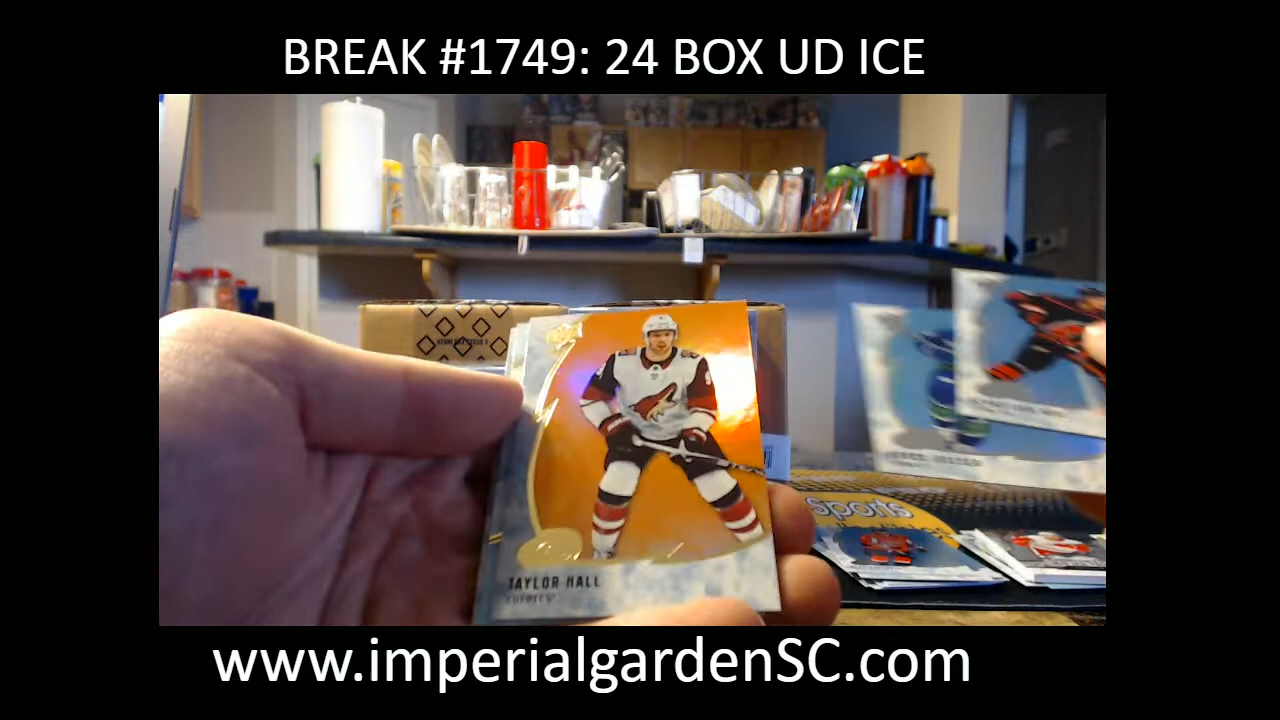 BREAK #1749: 24 BOX UD ICE
sports
TAYLOR HALL
COYOTES
www.imperialgardenSC.com